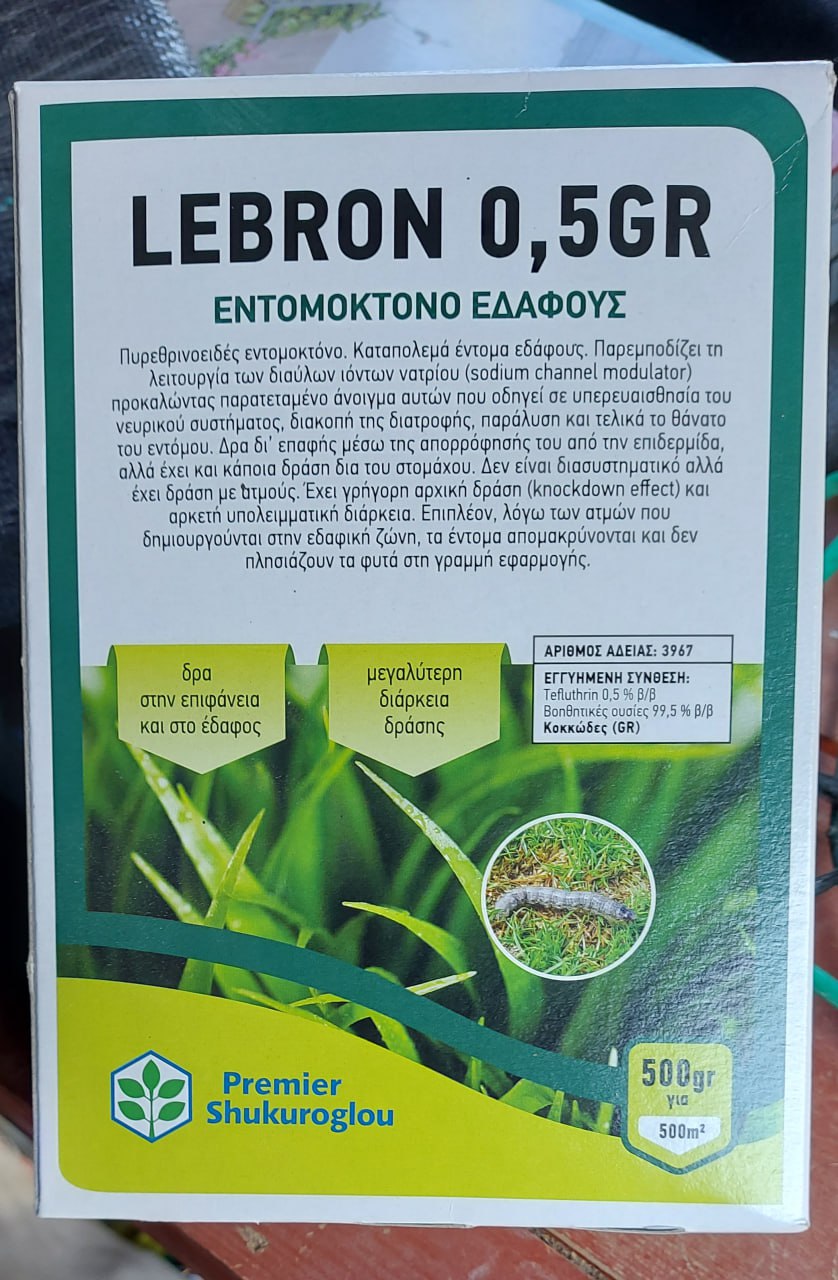 LEBRON 0,5GR
ΕΝΤΟΜΟΚΤΟΝΟ ΕΔΑΦΟΥΣ
Πυρεθρινοειδές εντομοκτόνο. Καταπολεμά έντομα εδάφους. Παρεμποδίζει τη
λειτουργία των διαύλων ιόντων νατρίου (sodium channel modulator)
προκαλώντας παρατεταμένο άνοιγμα αυτών που οδηγεί σε υπερευαισθησία του
νευρικού συστήματος, διακοπή της διατροφής, παράλυση και τελικά το θάνατο
του εντόμου. Δρα δι' επαφής μέσω της απορρόφησής του από την επιδερμίδα,
αλλά έχει και κάποια δράση δια του στομάχου. Δεν είναι διασυστηματικό αλλά
έχει δράση με ατμούς. Έχει γρήγορη αρχική δράση (knockdown effect) και
αρκετή υπολειμματική διάρκεια. Επιπλέον, λόγω των ατμών που
δημιουργούνται στην εδαφική ζώνη, τα έντομα απομακρύνονται και δεν
πλησιάζουν τα φυτά στη γραμμή εφαρμογής.
δρα
στην επιφάνεια
και στο έδαφος
μεγαλύτερη
διάρκεια
δράσης
ΑΡΙΘΜΟΣ ΑΔΕΙΑΣ: 3967
ΕΓΓΥΗΜΕΝΗ ΣΥΝΘΕΣΗ:
Tefluthrin 0,5 % β/β
Βοηθητικές ουσίες 99,5 % β/β
Κοκκώδες (GR)
Premier
Shukuroglou
500gr
για
500m²